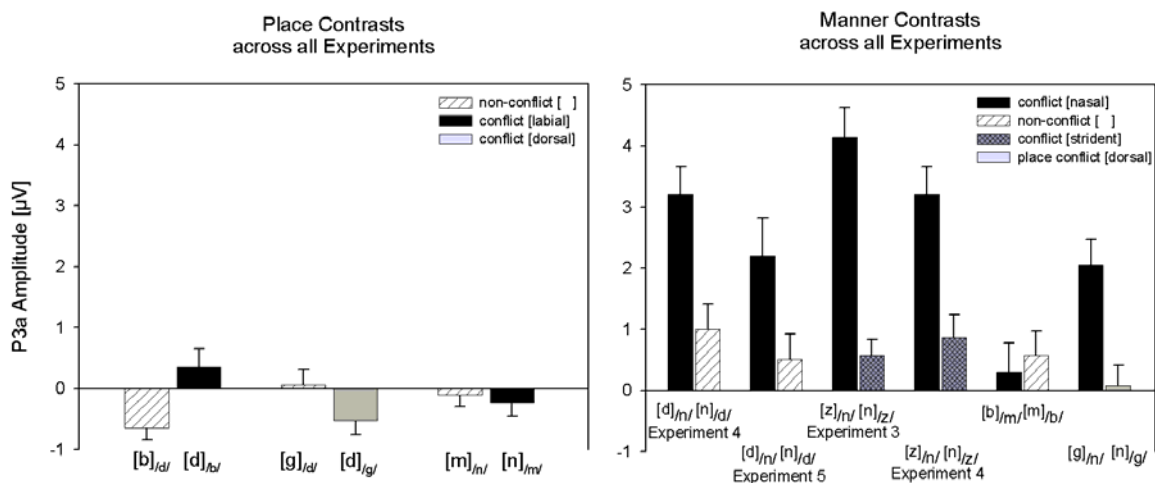 Place Contrasts
across all Experiments
P3a Amplitude [µV]
5
4
3
2
1
0
-1
non-conflict [ ]
conflict [labial]
conflict [dorsal]
[b]/d/ [d]/b/ [g]/d/ [d]/g/ [m]/n/ [n]/m/
Manner Contrasts
across all Experiments
5
4
3
2
1
0
-1
conflict [nasal]
non-conflict [ ]
conflict [strident]
place conflict [dorsal]
[d]/n/ [n]/d/
Experiment 4
[d]/n/ [n]/d/
Experiment 5
[z]/n/ [n]/z/
Experiment 3
[z]/n/ [n]/z/
Experiment 4
[b]/m/ [m]/b/
[g]/n/ [n]/g/